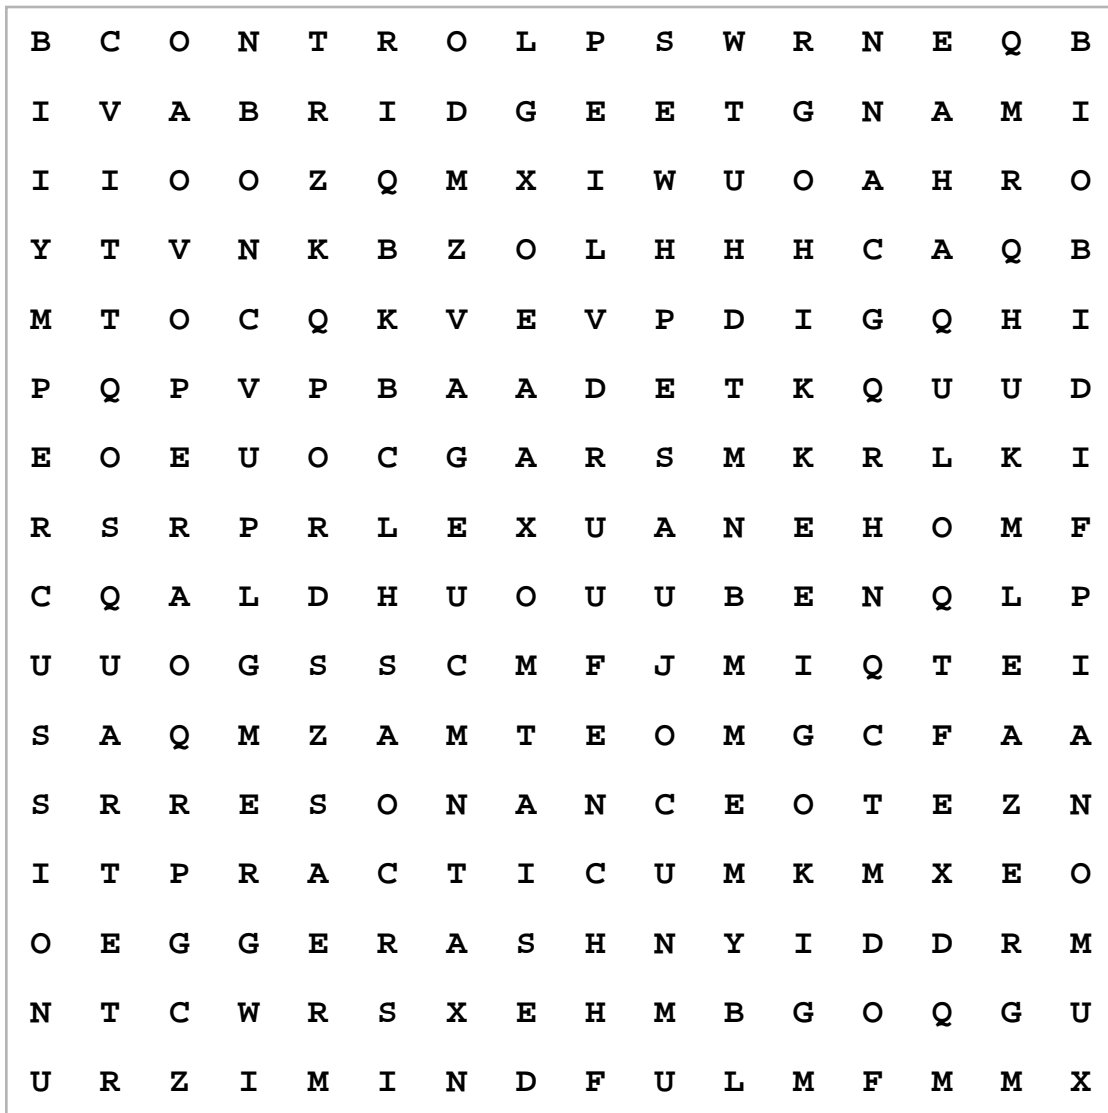 B C O N T R O L P S W R N E Q B
I V A B R I D G E E T G N A M I
I I O O Z Q M X I W U O A H R O
Y T V N K B Z O L H H H C A Q B
M T O C Q K V E V P D I G Q H I
P Q P V P B A A D E T K Q U U D
E O E U O C G A R S M K R L K I
R S R P R L E X U A N E H O M F
C Q A L D H U O U U B E N Q L P
U U O G S S C M F J M I Q T E I
S A Q M Z A M T E O M G C F A A
S R R E S O N A N C E O T E Z N
I T P R A C T I C U M K M X E O
O E G G E R A S H N Y I D D R M
N T C W R S X E H M B G O Q G U
U R Z I M I N D F U L M F M M X